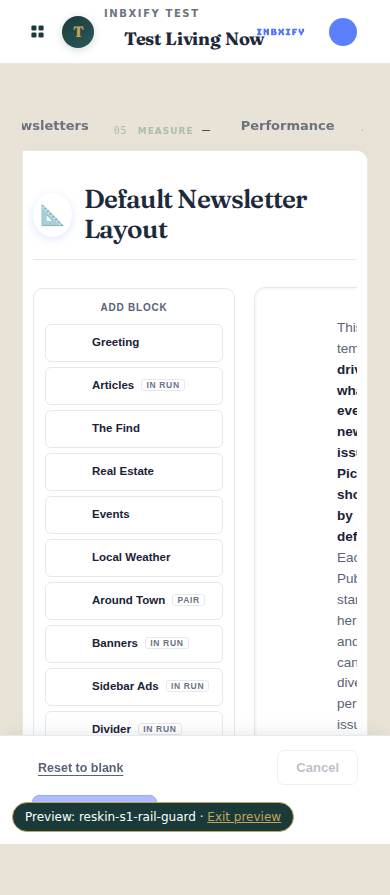 INBXIFY TEST
T
Test Living Now
INBXIFY
wsletters
05 MEASURE —
Performance
Default Newsletter
Layout
ADD BLOCK
Greeting
Articles IN RUN
The Find
Real Estate
Events
Local Weather
Around Town PAIR
Banners IN RUN
Sidebar Ads IN RUN
Divider IN RUN
This
tem
driv
wha
eve
new
issu
Pic
sho
by
def
Eac
Pub
star
her
and
can
dive
per
issu
Reset to blank
Cancel
Preview: reskin-s1-rail-guard · Exit preview